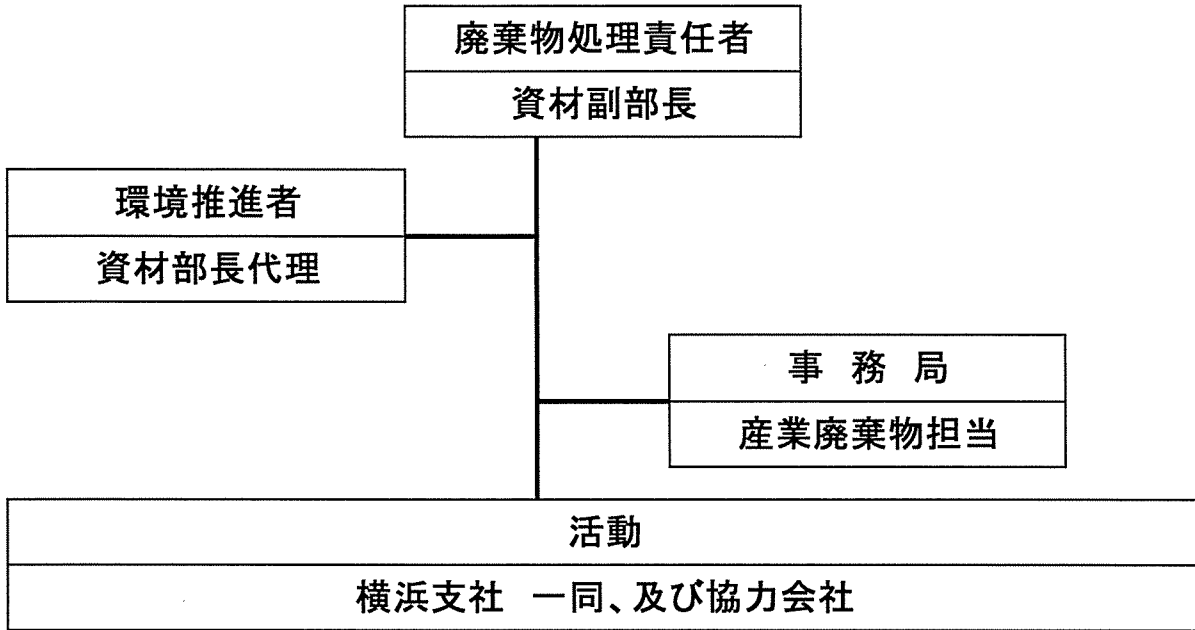 廃棄物処理責任者
資材副部長
環境推進者
資材部長代理
事 務 局
産業廃棄物担当
活動
横浜支社 一同、及び協力会社